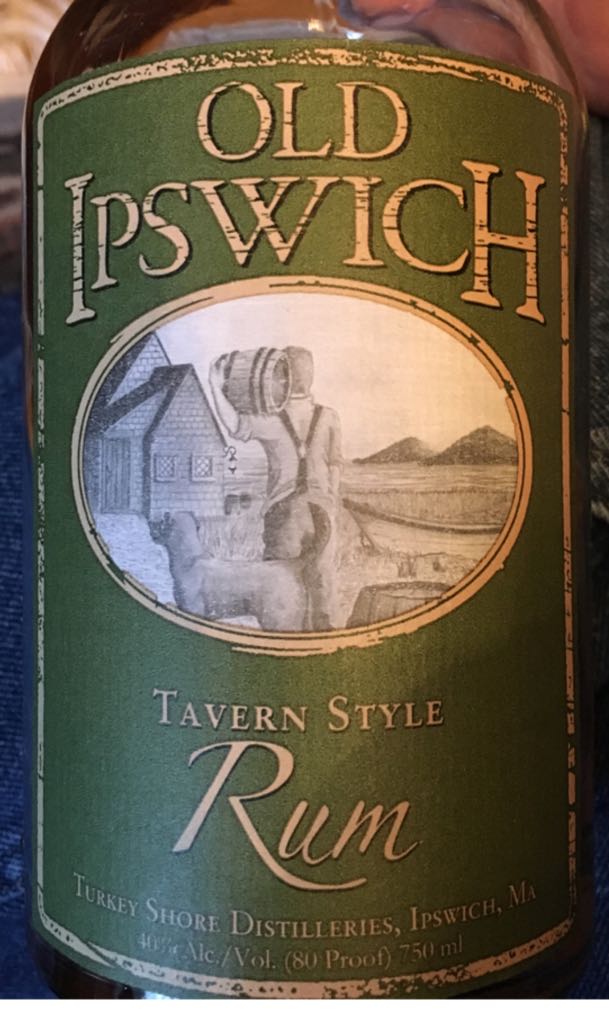 OLD
IPSWICH
TAVERN STYLE
Rum
TURKEY SHORE DISTILLERIES, IPSWICH, MA
40% Alc./Vol. (80 Proof) 750 ml